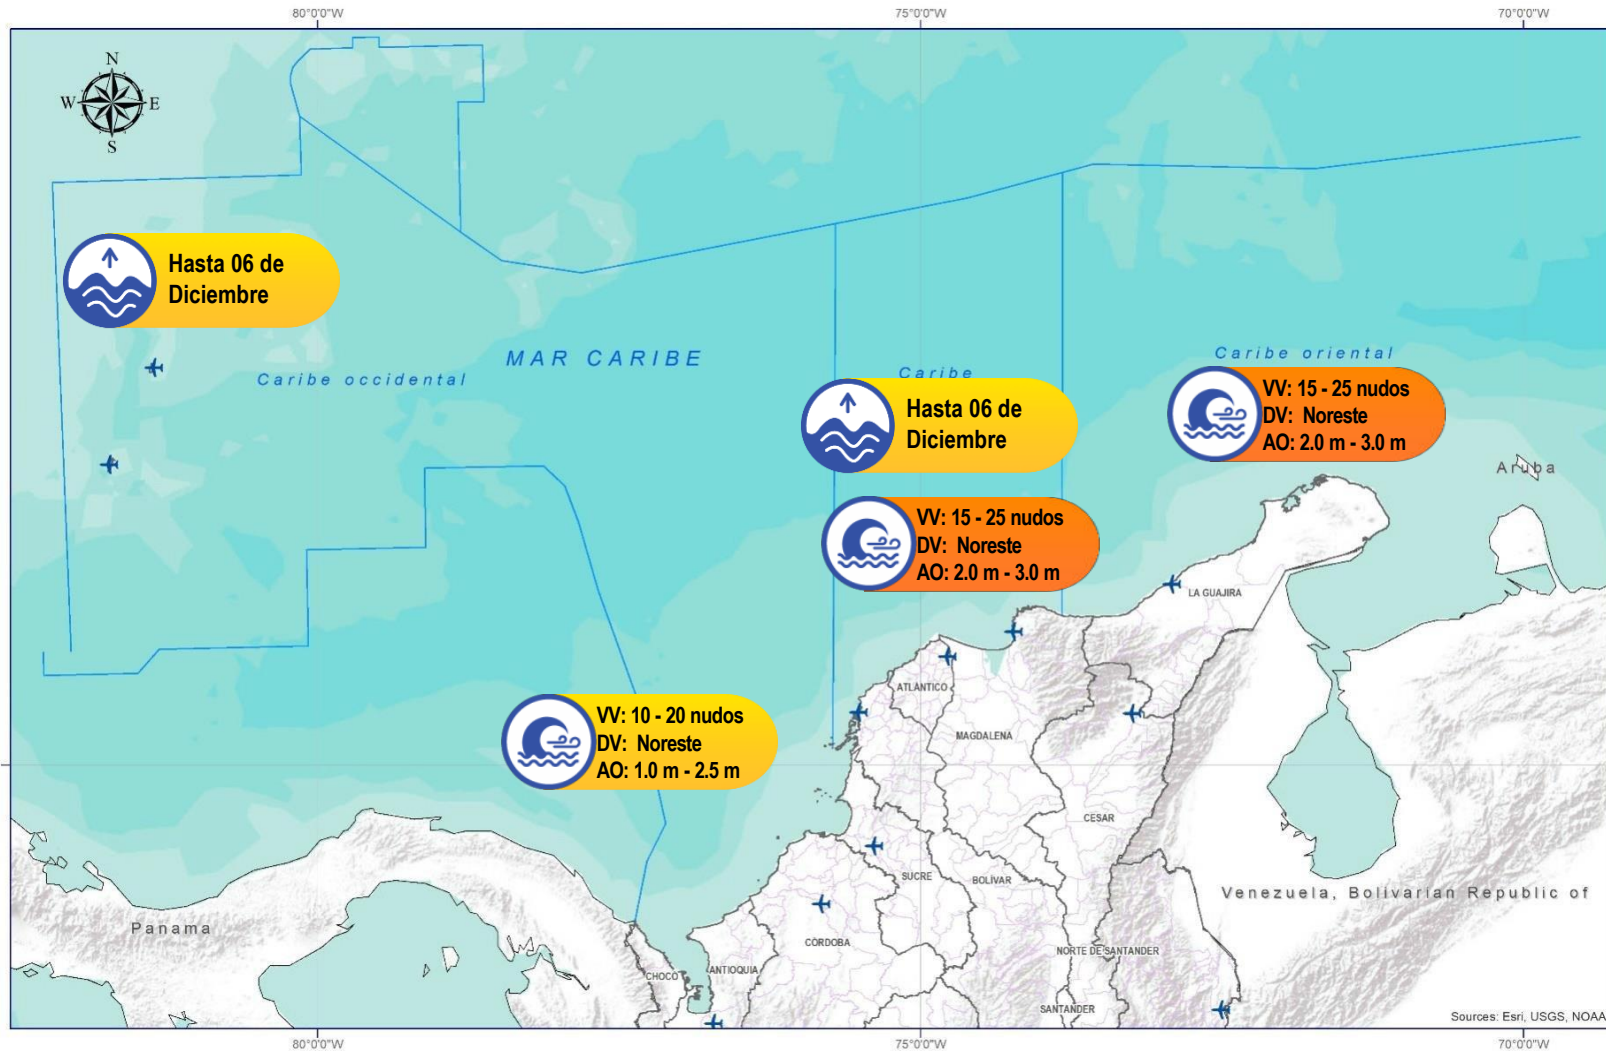 80°0'0"W
75°0'0"W
70°0'0"W
N
W
E
S
Hasta 06 de
Diciembre
MAR CARIBE
Caribe occidental
Caribe
Caribe oriental
Hasta 06 de
Diciembre
VV: 15 - 25 nudos
DV: Noreste
AO: 2.0 m - 3.0 m
Aruba
VV: 15 - 25 nudos
DV: Noreste
AO: 2.0 m - 3.0 m
LA GUAJIRA
ATLÁNTICO
VV: 10 - 20 nudos
DV: Noreste
AO: 1.0 m - 2.5 m
MAGDALENA
CESAR
SUCRE
BOLÍVAR
Venezuela, Bolivarian Republic of
Panama
CÓRDOBA
NORTE DE SANTANDER
CHOCÓ
ANTIOQUIA
SANTANDER
Sources: Esri, USGS, NOAA
80°0'0"W
75°0'0"W
70°0'0"W